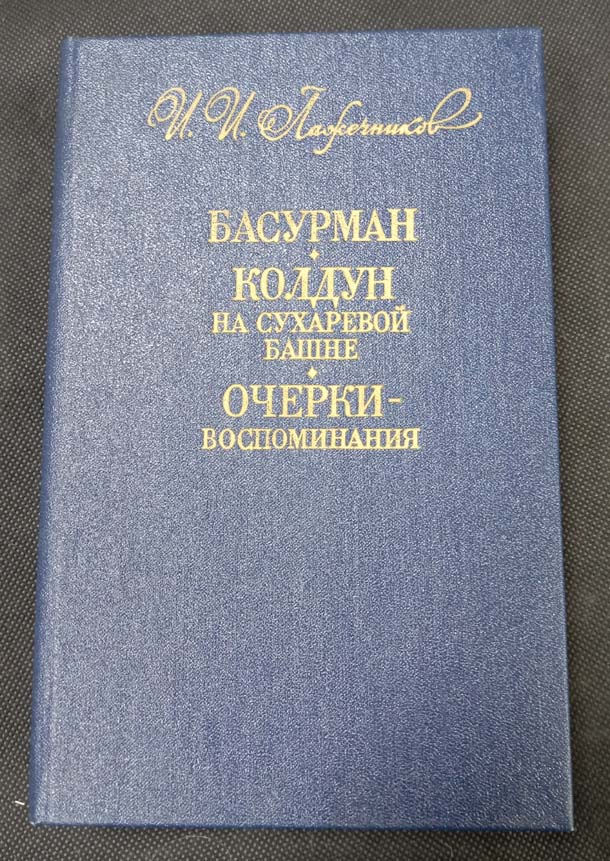 И. И. Лажечников
БАСУРМАН
КОЛДУН
НА СУХАРЕВОЙ
БАШНЕ
ОЧЕРКИ-
ВОСПОМИНАНИЯ